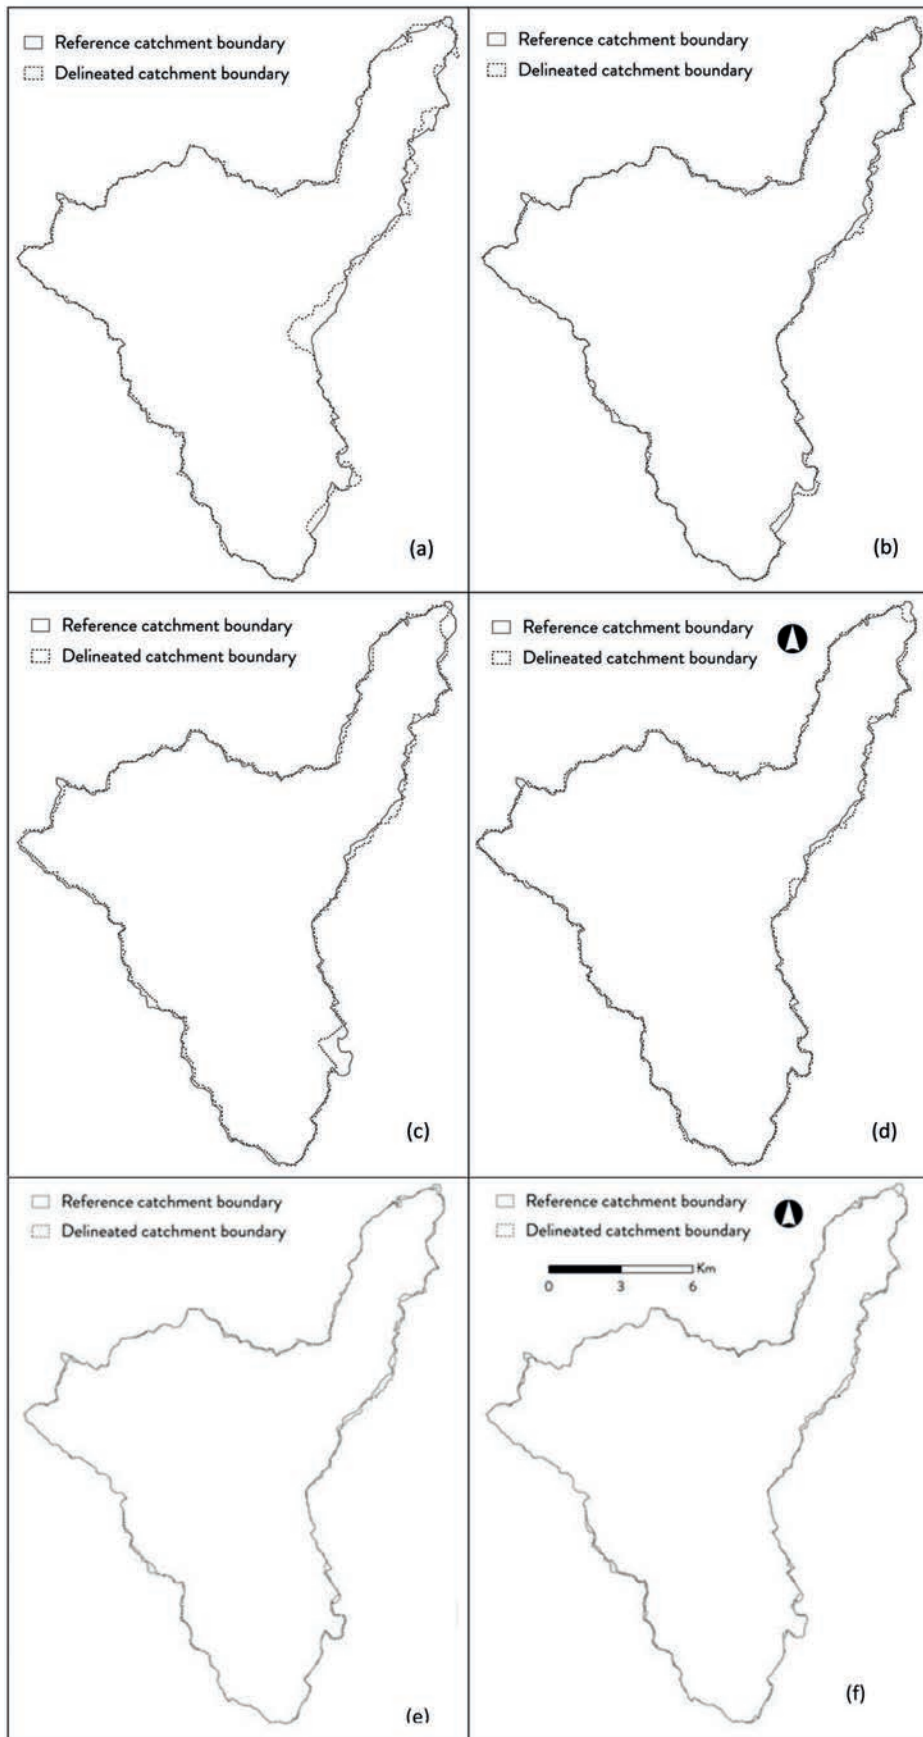 Reference catchment boundary
Delineated catchment boundary
(a)
Reference catchment boundary
Delineated catchment boundary
(b)
Reference catchment boundary
Delineated catchment boundary
(c)
Reference catchment boundary
Delineated catchment boundary
(d)
Reference catchment boundary
Delineated catchment boundary
(e)
Reference catchment boundary
Delineated catchment boundary
Km
0 3 6
(f)